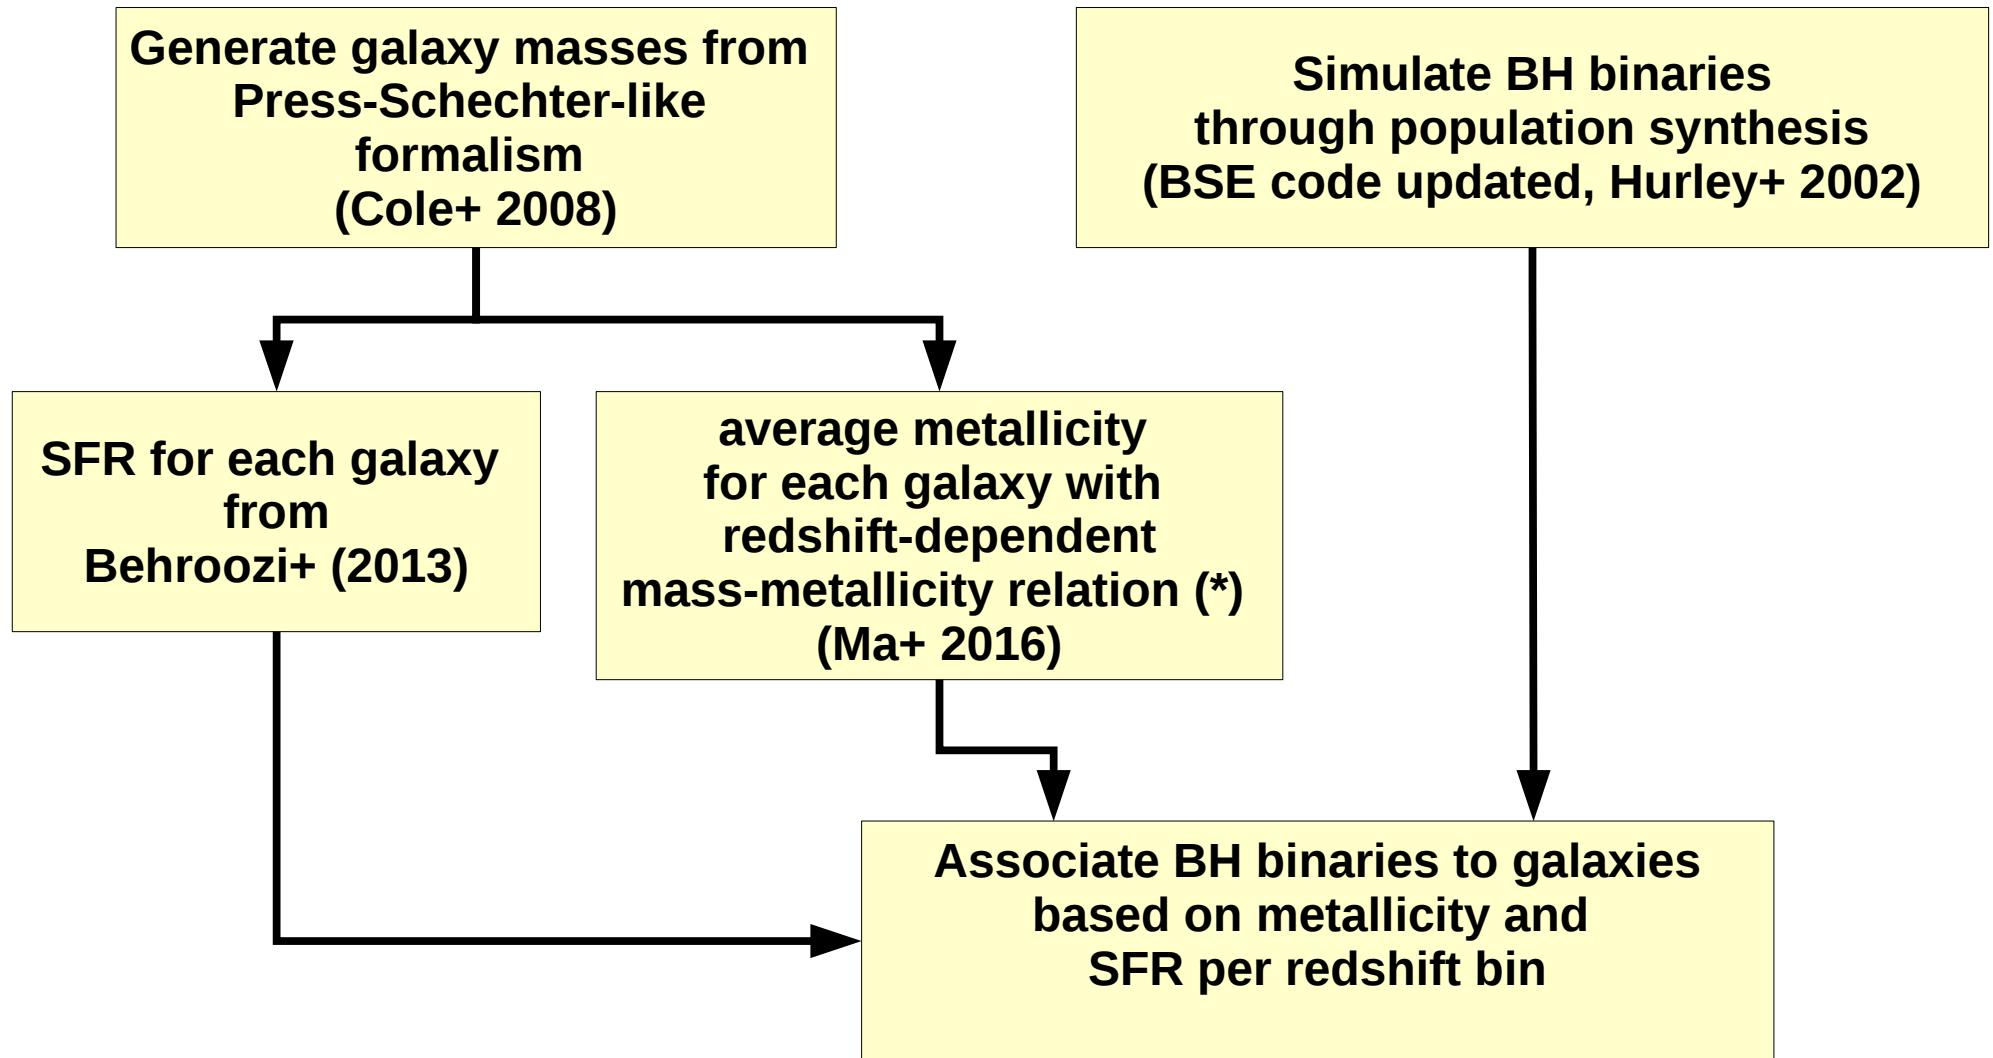 Generate galaxy masses from
Press-Schechter-like
formalism
(Cole+ 2008)
Simulate BH binaries
through population synthesis
(BSE code updated, Hurley+ 2002)
SFR for each galaxy
from
Behroozi+ (2013)
average metallicity
for each galaxy with
redshift-dependent
mass-metallicity relation (*)
(Ma+ 2016)
Associate BH binaries to galaxies
based on metallicity and
SFR per redshift bin